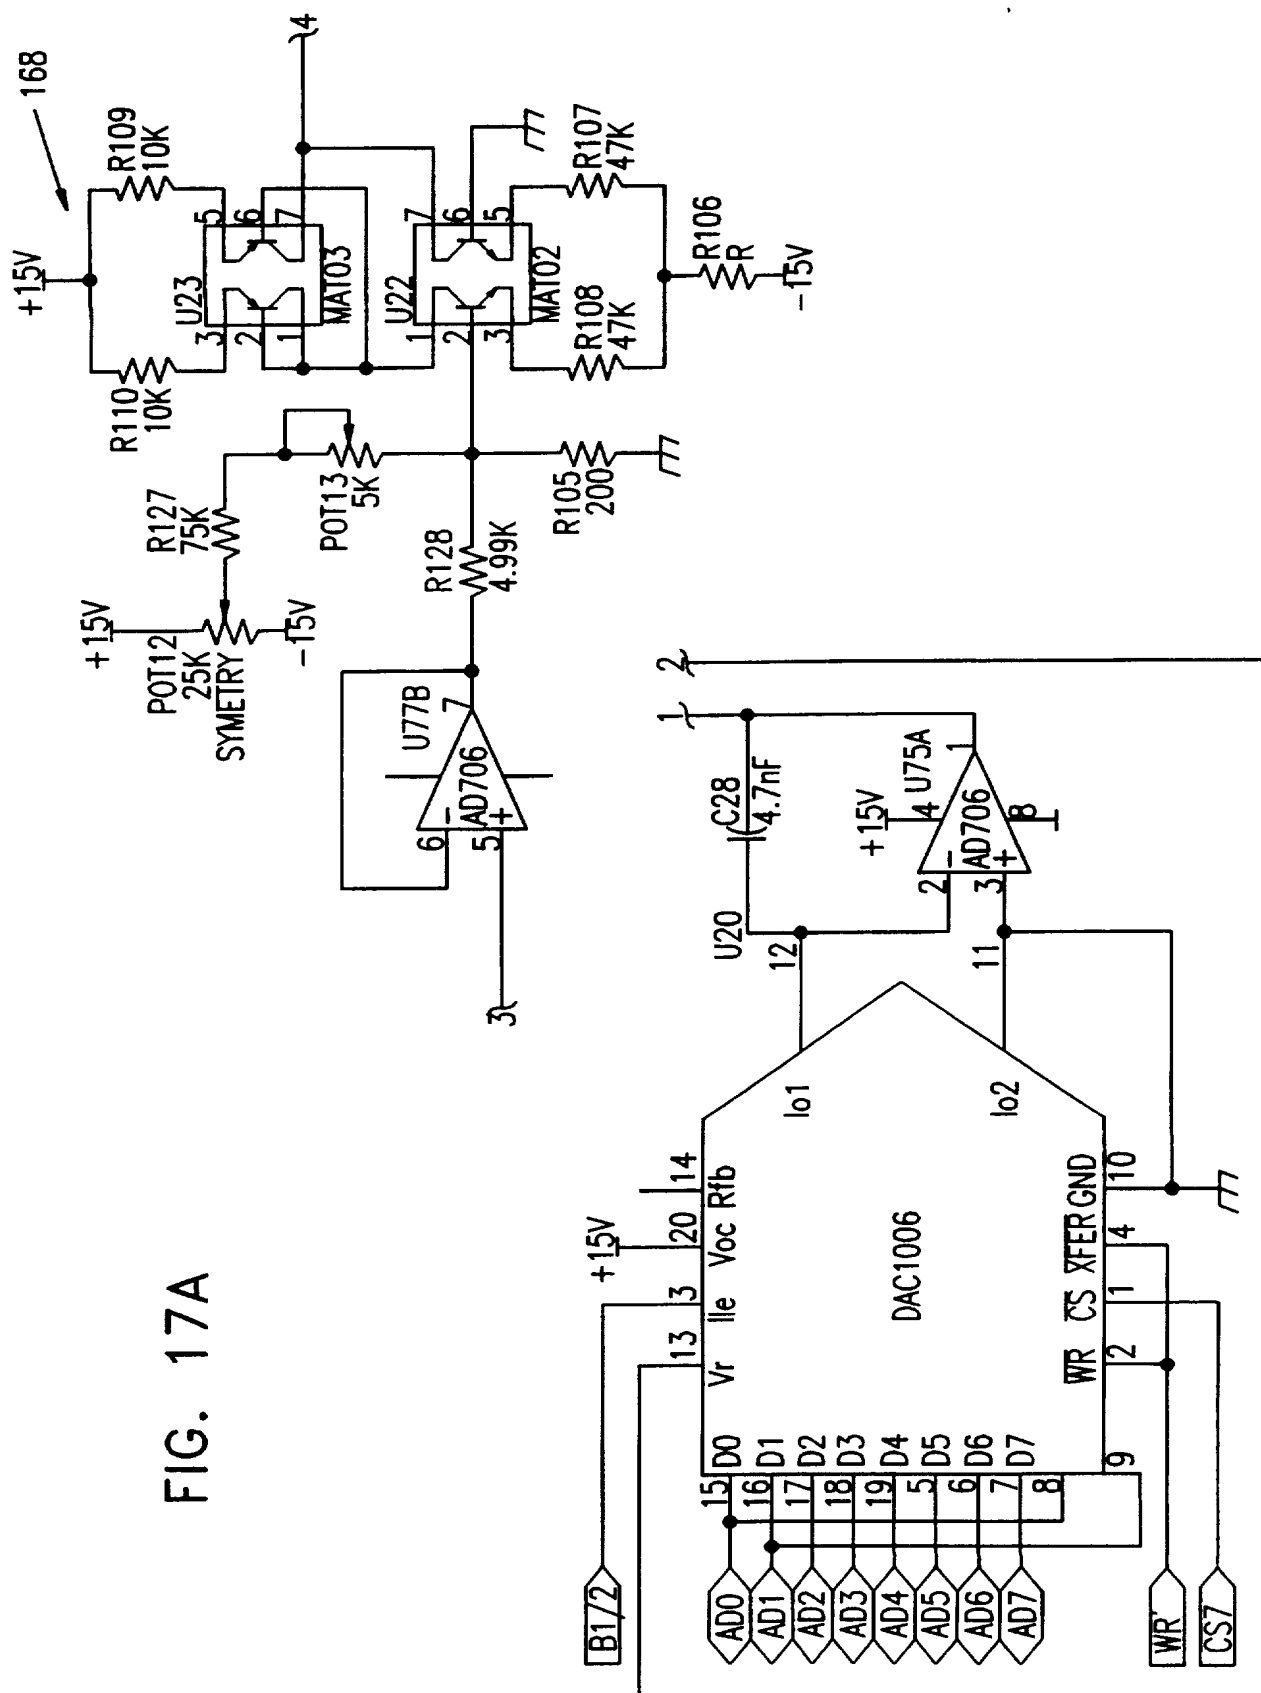 FIG. 17A
168
+15V
R110
10K
R109
10K
U23
MAT03
3
2
1
5
6
7
4
U22
MAT02
1
2
3
7
6
5
R108
47K
R107
47K
R106
R
-15V
+15V
POT12
25K
SYMETRY
-15V
R127
75K
POT13
5K
R128
4.99K
R105
200
U77B
AD706
6
-
5
+
7
3
1
2
C28
4.7nF
U20
+15V
U75A
AD706
4
2
-
3
+
8
1
12
11
Io1
Io2
DAC1006
B1/2
+15V
13
3
20
14
Vr
Ile
Voc
Rfb
AD0
15
D0
AD1
16
D1
AD2
17
D2
AD3
18
D3
AD4
19
D4
AD5
5
D5
AD6
6
D6
AD7
7
D7
8
9
WR
CS
XFER
GND
2
1
4
10
WR'
CS7